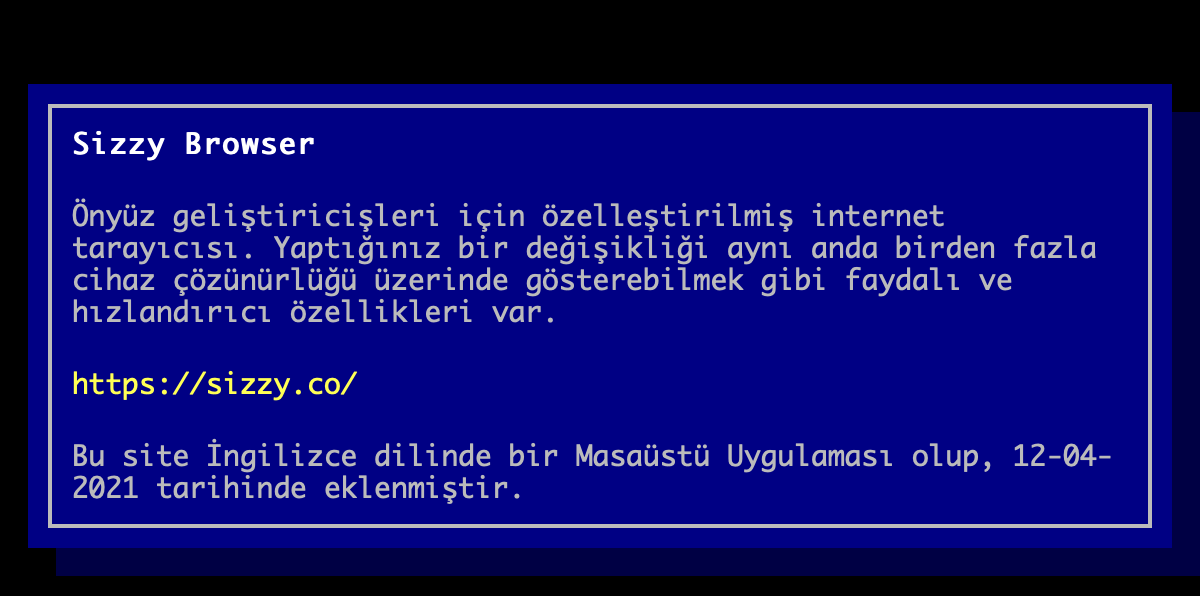 Sizzy Browser
Önyüz geliştiricişleri için özelleştirilmiş internet
tarayıcısı. Yaptığınız bir değişikliği aynı anda birden fazla
cihaz çözünürlüğü üzerinde gösterebilmek gibi faydalı ve
hızlandırıcı özellikleri var.
https://sizzy.co/
Bu site İngilizce dilinde bir Masaüstü Uygulaması olup, 12-04-
2021 tarihinde eklenmiştir.